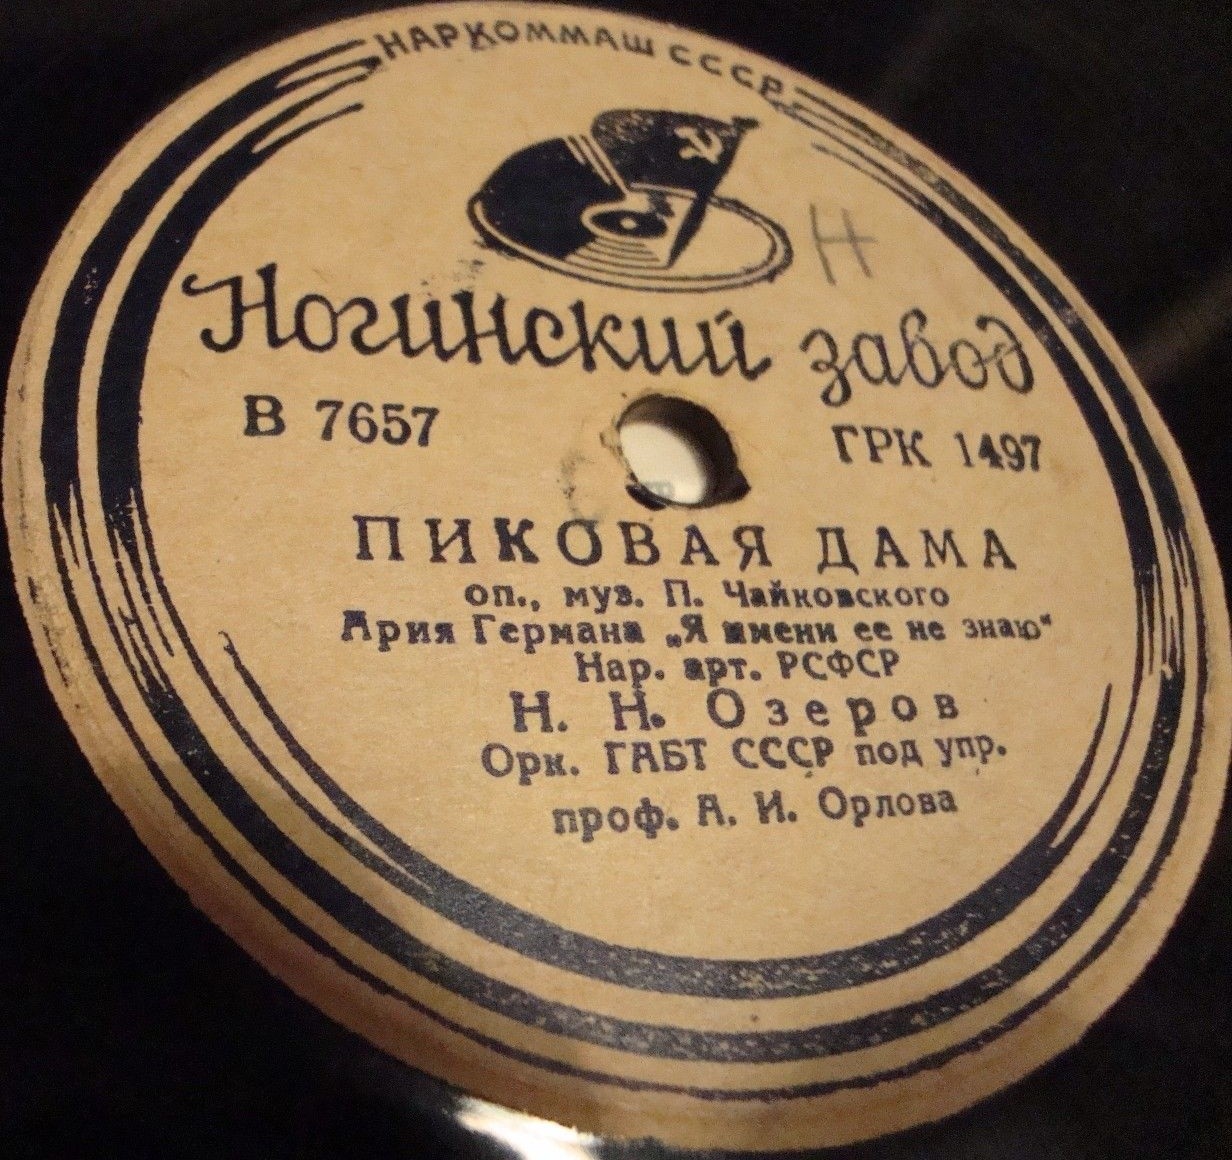 НАРКОММАШ СССР
Н
Ногинский завод
В 7657
ГРК 1497
ПИКОВАЯ ДАМА
оп., муз. П. Чайковского
Ария Германа „Я имени ее не знаю“
Нар. арт. РСФСР
Н. Н. Озеров
Орк. ГАБТ СССР под упр.
проф. А. И. Орлова